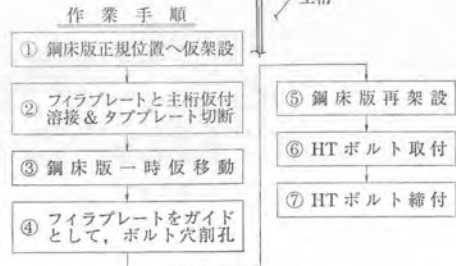 主桁
作業手順
① 鋼床版正規位置へ仮架設
② フィラプレートと主桁仮付
溶接&タブプレート切断
③ 鋼床版一時仮移動
④ フィラプレートをガイド
として,ボルト穴削孔
⑤ 鋼床版再架設
⑥ HTボルト取付
⑦ HTボルト締付